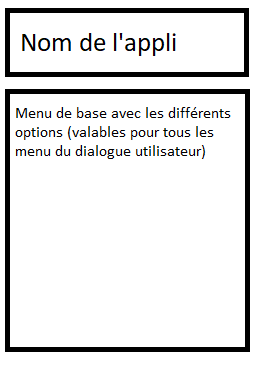 Nom de l'appli
Menu de base avec les différents
options (valables pour tous les
menu du dialogue utilisateur)